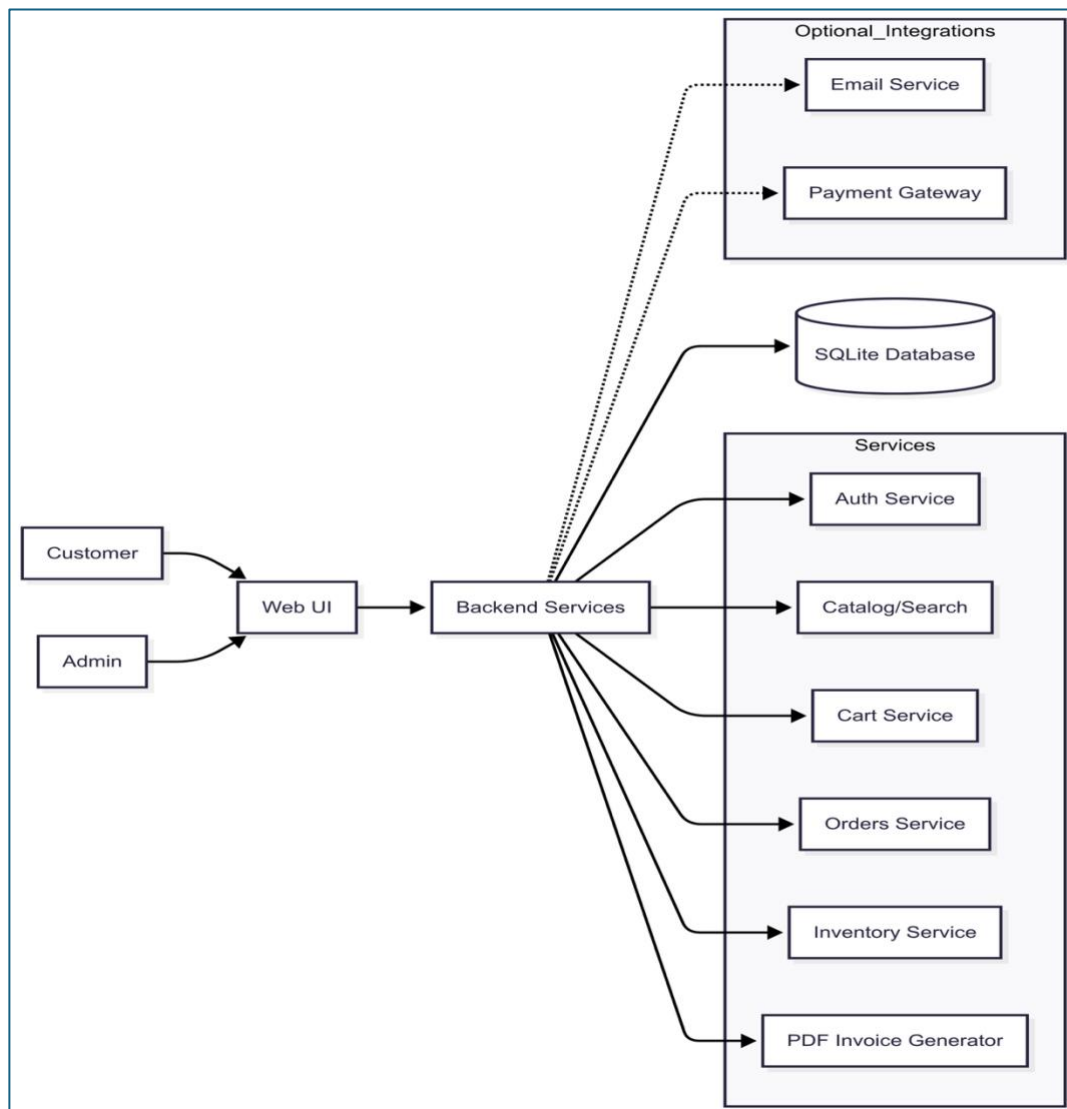 Optional_Integrations
Email Service
Payment Gateway
SQLite Database
Services
Auth Service
Customer
Web UI
Backend Services
Catalog/Search
Admin
Cart Service
Orders Service
Inventory Service
PDF Invoice Generator